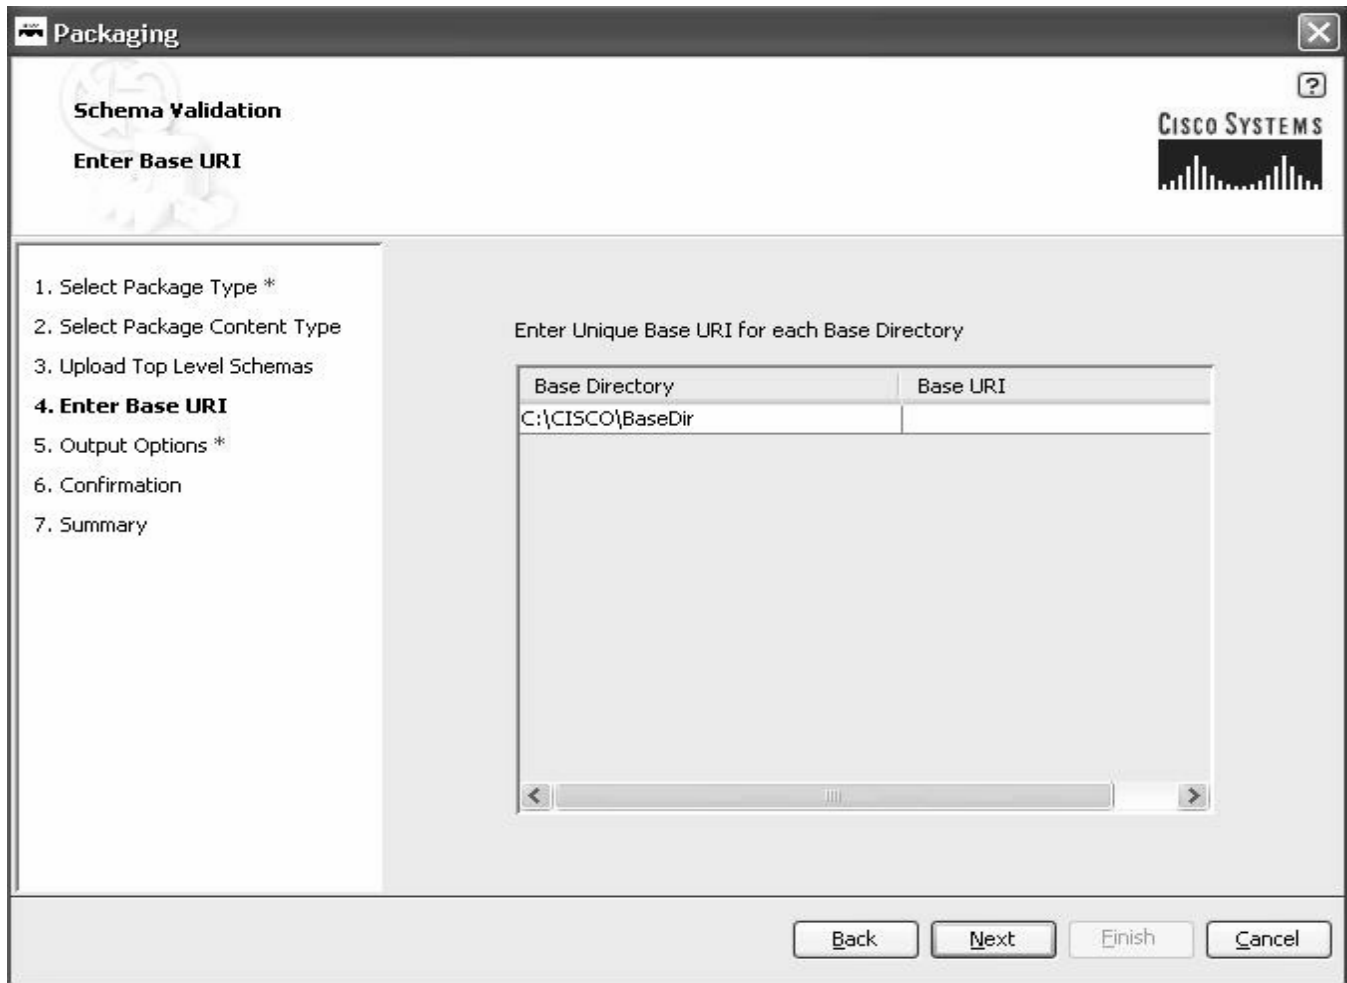 Packaging
?
Schema Validation
CISCO SYSTEMS
Enter Base URI
1. Select Package Type *
2. Select Package Content Type
3. Upload Top Level Schemas
4. Enter Base URI
5. Output Options *
6. Confirmation
7. Summary
Enter Unique Base URI for each Base Directory
Base Directory Base URI
C:\CISCO\BaseDir
Back Next Finish Cancel